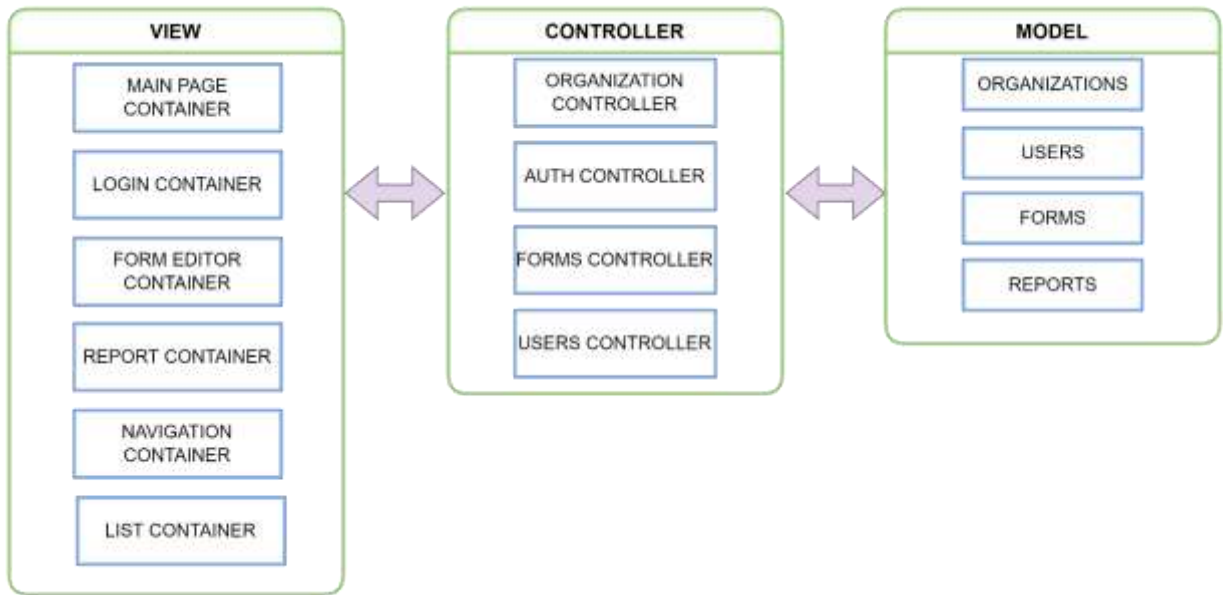 VIEW
MAIN PAGE
CONTAINER
LOGIN CONTAINER
FORM EDITOR
CONTAINER
REPORT CONTAINER
NAVIGATION
CONTAINER
LIST CONTAINER
CONTROLLER
ORGANIZATION
CONTROLLER
AUTH CONTROLLER
FORMS CONTROLLER
USERS CONTROLLER
MODEL
ORGANIZATIONS
USERS
FORMS
REPORTS